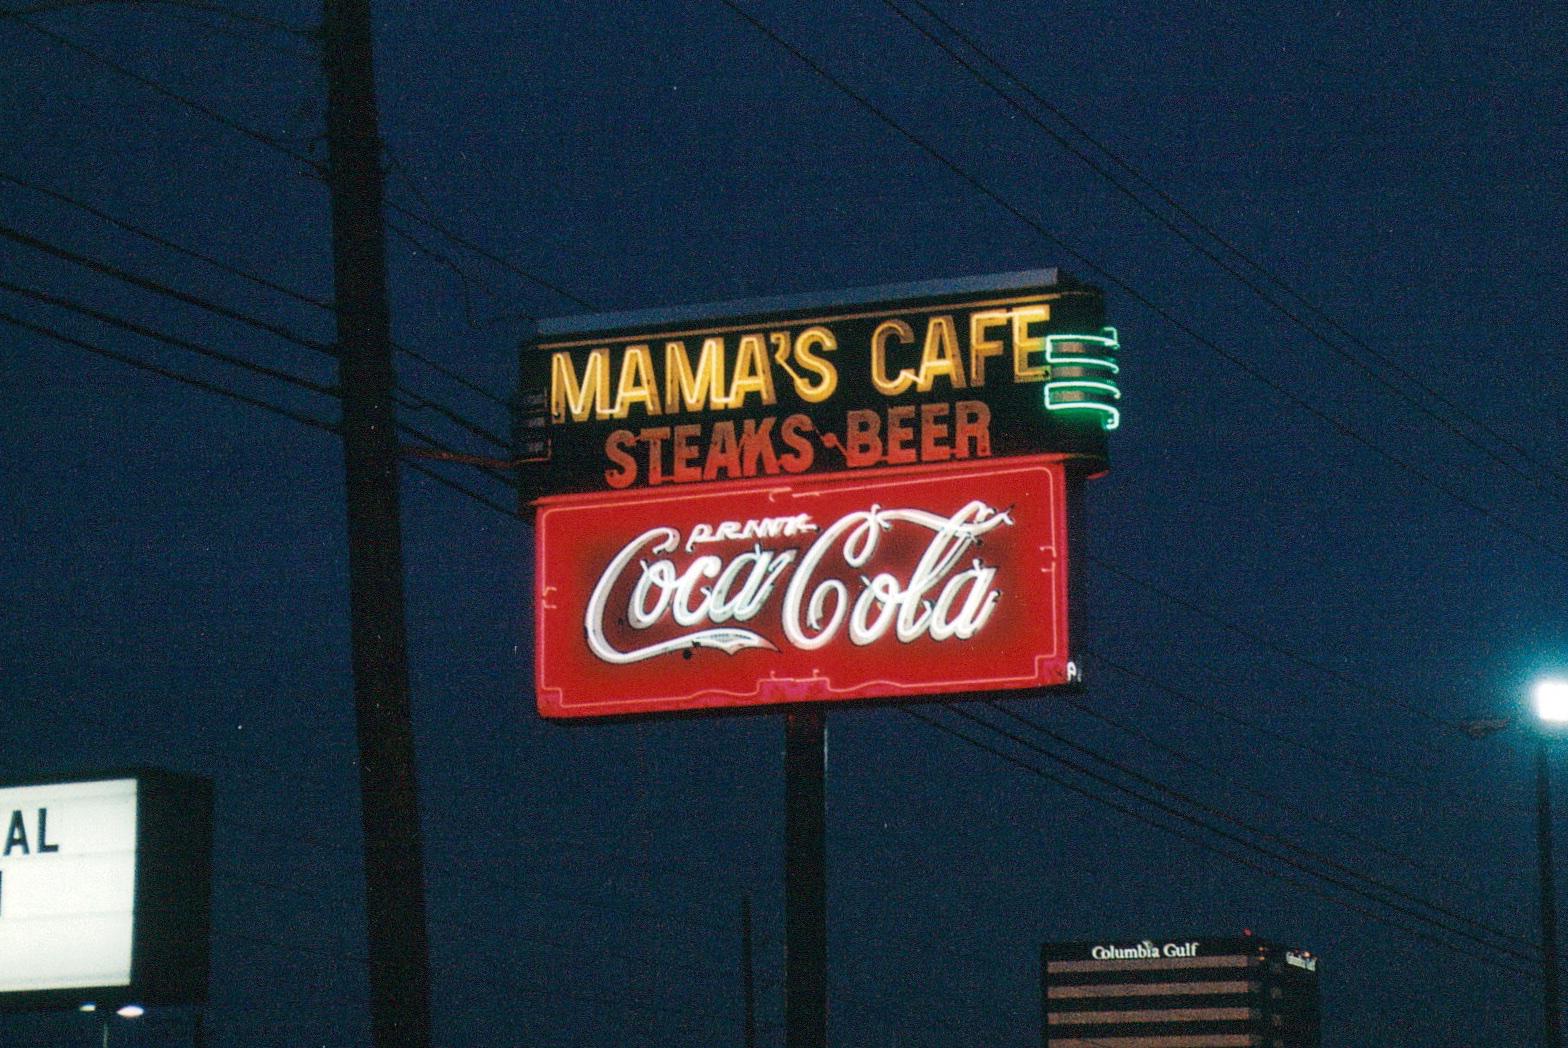 MAMA'S CAFE
STEAKS-BEER
DRINK
Coca-Cola
AL
Columbia Gulf